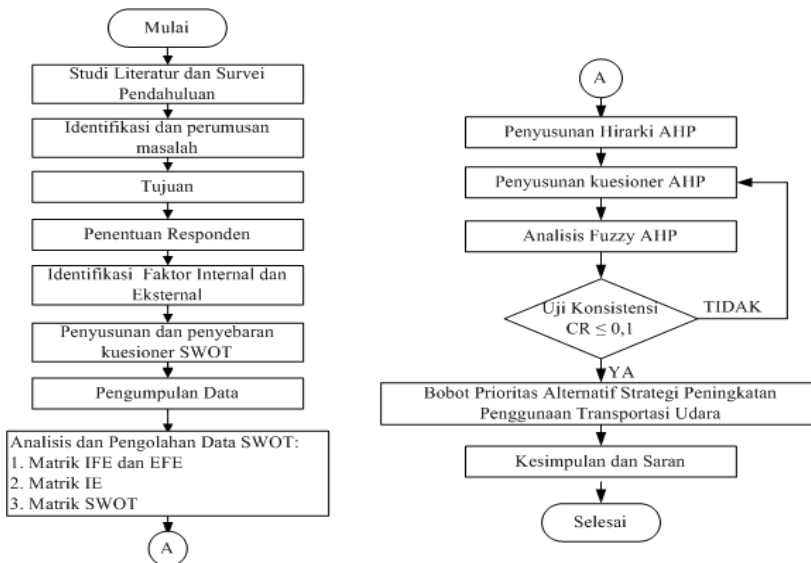 Mulai
Studi Literatur dan Survei
Pendahuluan
Identifikasi dan perumusan
masalah
Tujuan
Penentuan Responden
Identifikasi Faktor Internal dan
Eksternal
Penyusunan dan penyebaran
kuesioner SWOT
Pengumpulan Data
Analisis dan Pengolahan Data SWOT:
1. Matrik IFE dan EFE
2. Matrik IE
3. Matrik SWOT
A
A
Penyusunan Hirarki AHP
Penyusunan kuesioner AHP
Analisis Fuzzy AHP
Uji Konsistensi
CR ≤ 0,1
TIDAK
YA
Bobot Prioritas Alternatif Strategi Peningkatan
Penggunaan Transportasi Udara
Kesimpulan dan Saran
Selesai